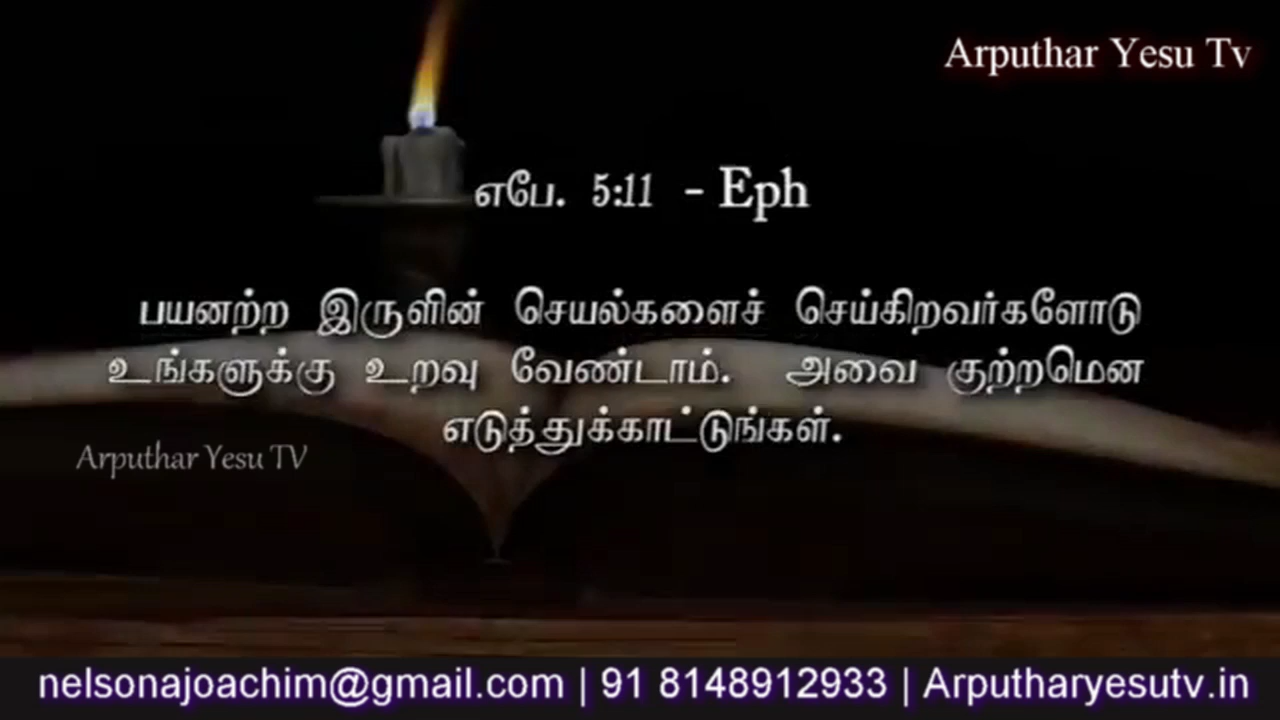 Arputhar Yesu Tv
எபே. 5:11 - Eph
பயனற்ற இருளின் செயல்களைச் செய்கிறவர்களோடு
உங்களுக்கு உறவு வேண்டாம். அவை குற்றமென
எடுத்துக்காட்டுங்கள்.
Arputhar Yesu TV
nelsonajoachim@gmail.com | 91 8148912933 | Arputharyesutv.in